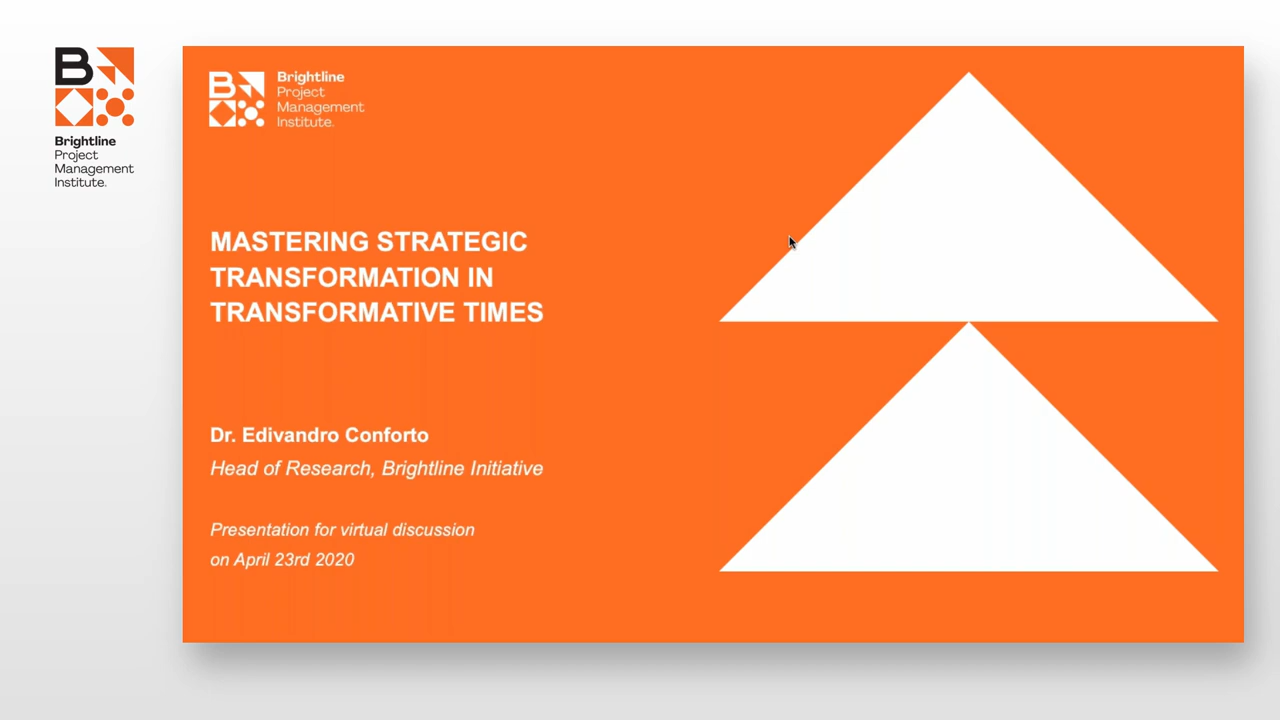 B
Brightline
Project
Management
Institute.
B
Brightline
Project
Management
Institute.
MASTERING STRATEGIC
TRANSFORMATION IN
TRANSFORMATIVE TIMES
Dr. Edivandro Conforto
Head of Research, Brightline Initiative
Presentation for virtual discussion
on April 23rd 2020